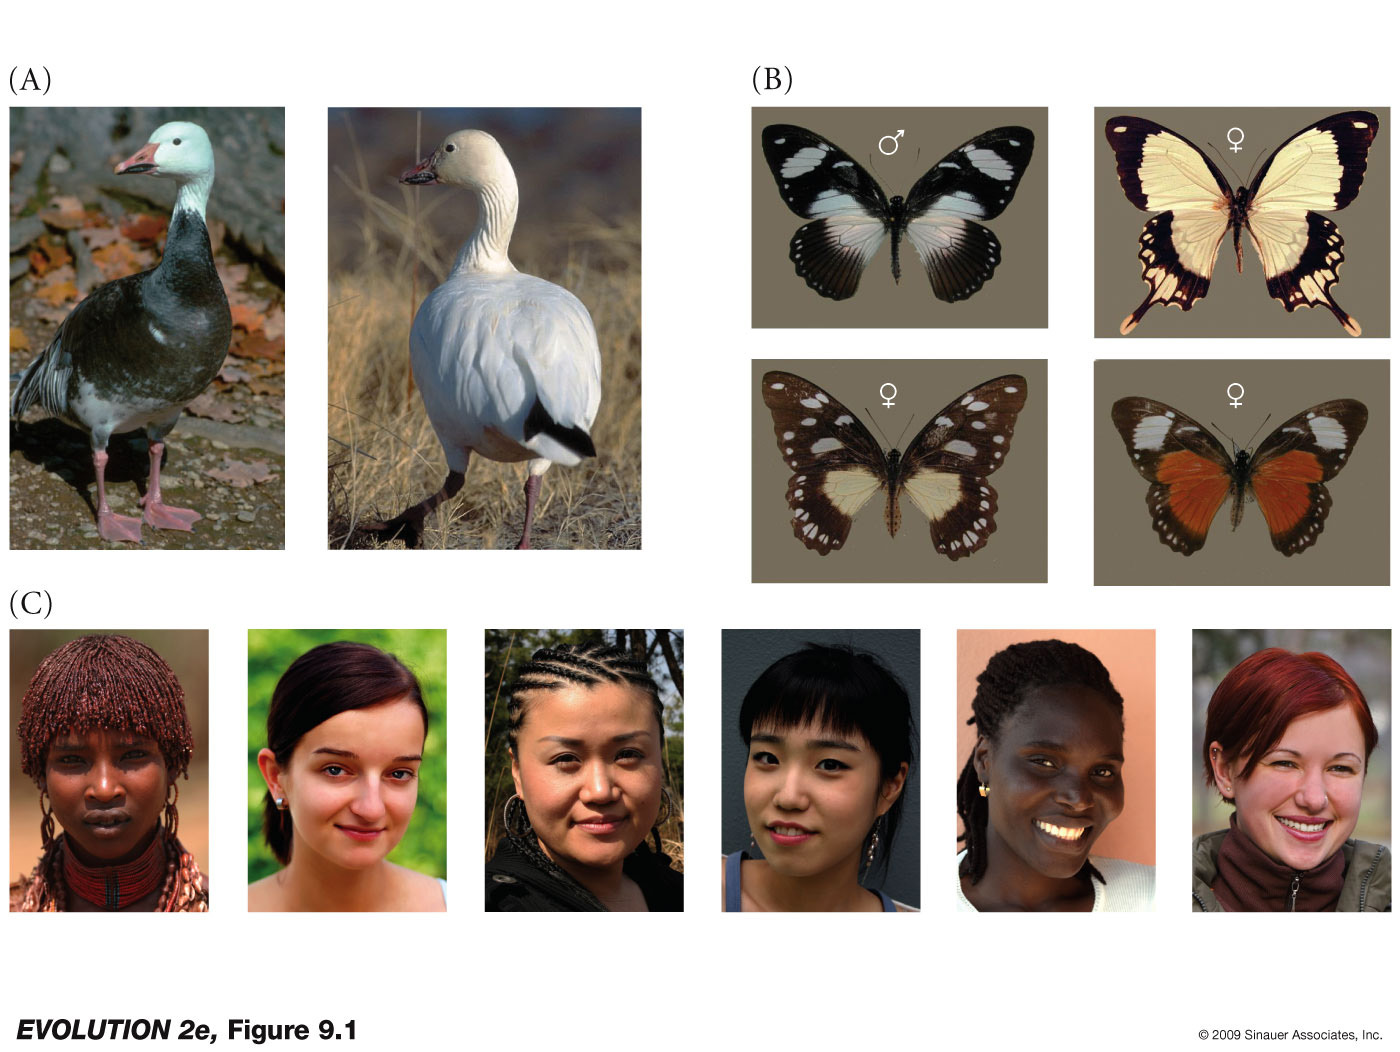 (A)
(B)
♂
♀
♀
♀
(C)
EVOLUTION 2e, Figure 9.1
© 2009 Sinauer Associates, Inc.